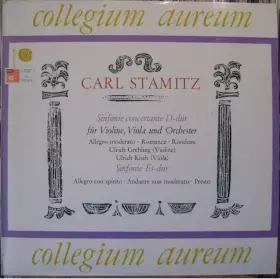 collegium aureum
CARL STAMITZ
Sinfonie concertante D-dur
für Violine, Viola und Orchester
Allegro moderato · Romance · Rondeau
Ulrich Grehling (Violine)
Ulrich Koch (Viola)
Sinfonie Es-dur
Allegro con spirito · Andante non moderato · Presto
collegium aureum